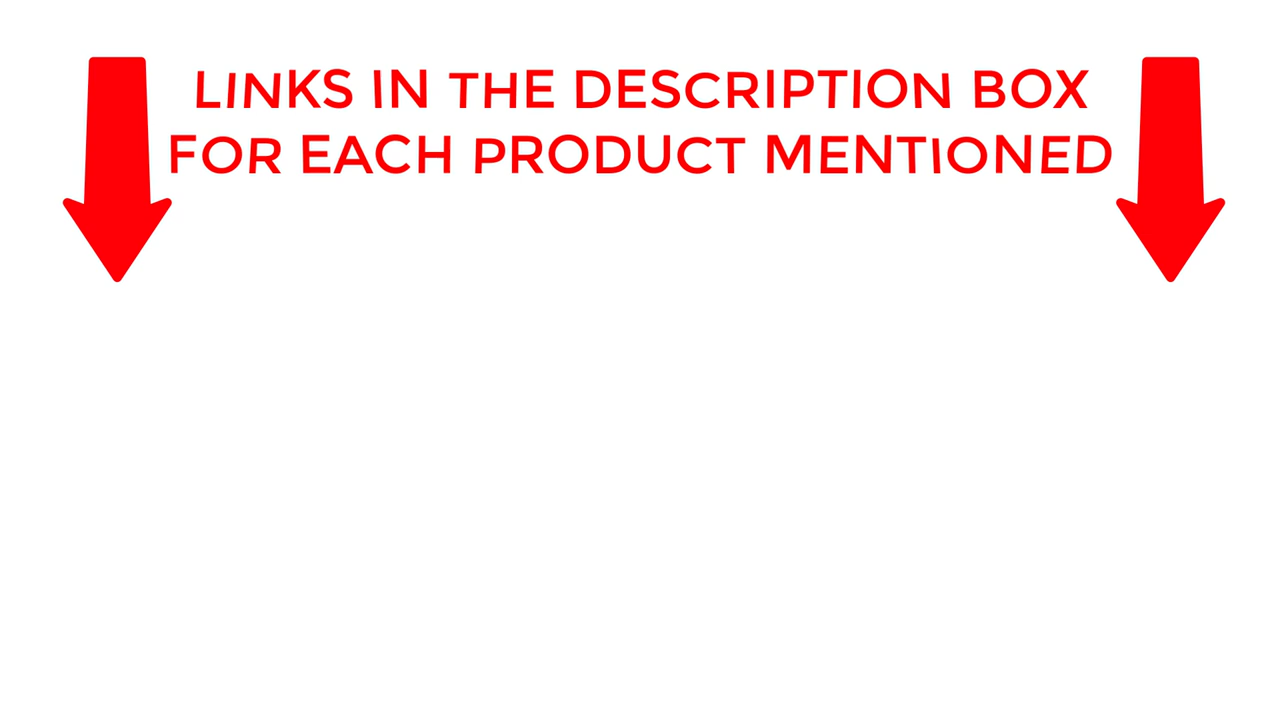 LINKS IN THE DESCRIPTION BOX
FOR EACH PRODUCT MENTIONED